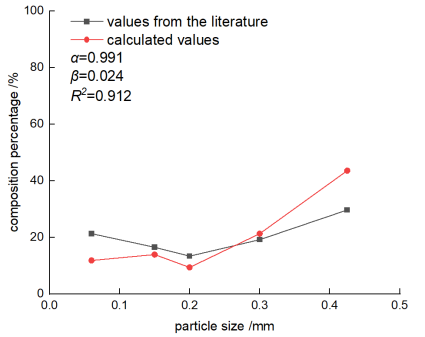 values from the literature
calculated values
α=0.991
β=0.024
R²=0.912
100
80
60
40
20
0
0.0 0.1 0.2 0.3 0.4 0.5
composition percentage /%
particle size /mm